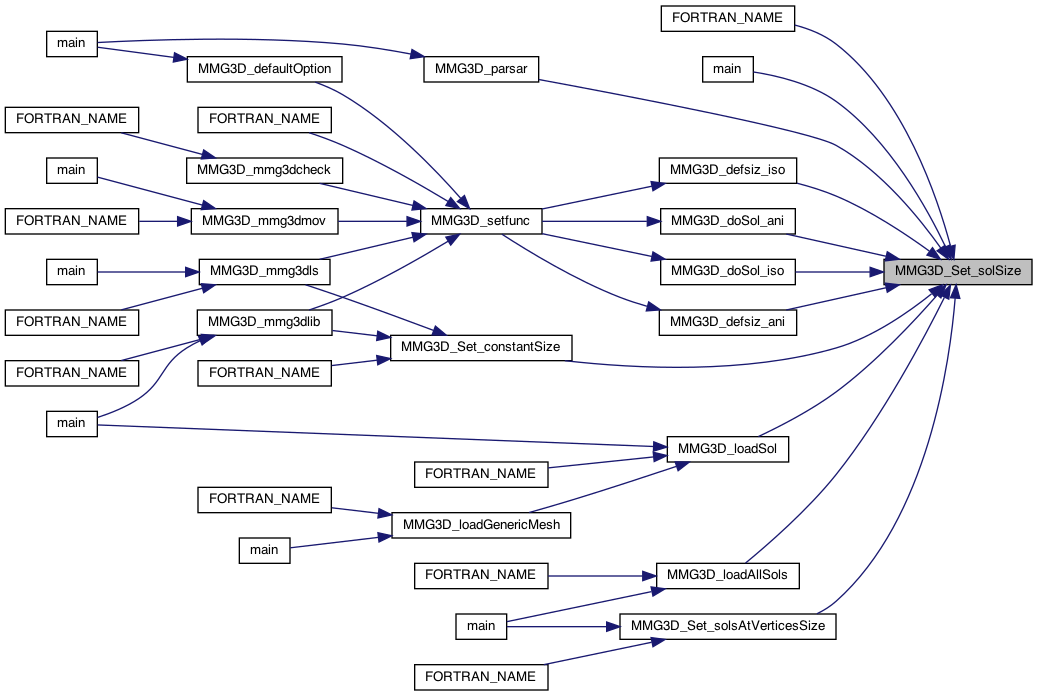 FORTRAN_NAME
main
MMG3D_defaultOption
MMG3D_parsar
main
FORTRAN_NAME
FORTRAN_NAME
MMG3D_mmg3dcheck
main
MMG3D_defsiz_iso
FORTRAN_NAME
MMG3D_mmg3dmov
MMG3D_setfunc
MMG3D_doSol_ani
main
MMG3D_mmg3dls
MMG3D_doSol_iso
MMG3D_Set_solSize
FORTRAN_NAME
MMG3D_mmg3dlib
MMG3D_defsiz_ani
MMG3D_Set_constantSize
FORTRAN_NAME
FORTRAN_NAME
main
MMG3D_loadSol
FORTRAN_NAME
FORTRAN_NAME
MMG3D_loadGenericMesh
main
FORTRAN_NAME
MMG3D_loadAllSols
main
MMG3D_Set_solsAtVerticesSize
FORTRAN_NAME